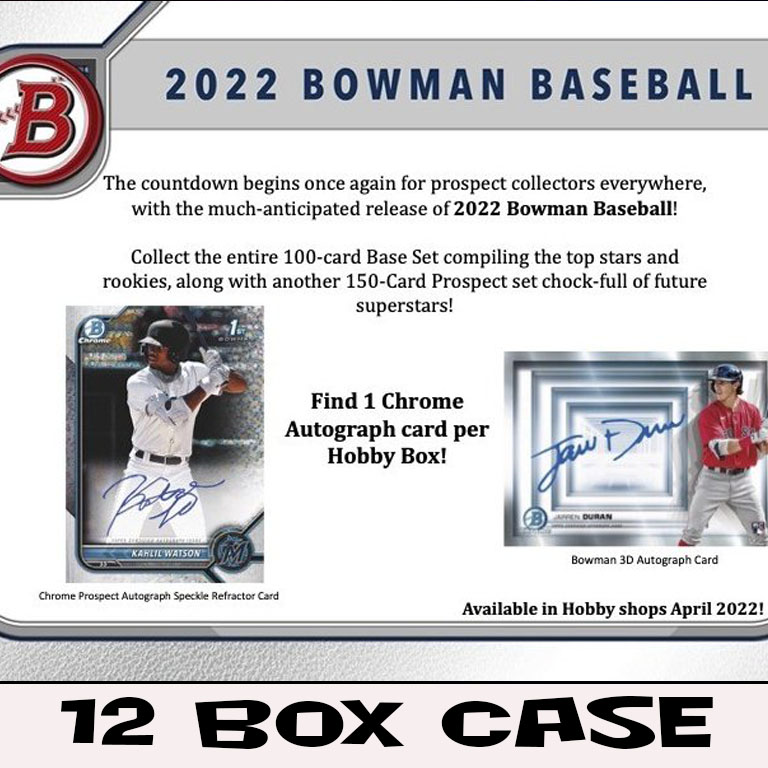 B
2022 BOWMAN BASEBALL
The countdown begins once again for prospect collectors everywhere,
with the much-anticipated release of 2022 Bowman Baseball!
Collect the entire 100-card Base Set compiling the top stars and
rookies, along with another 150-Card Prospect set chock-full of future
superstars!
B
Chrome
1ST
BOWMAN
KAHLIL WATSON
M
Chrome Prospect Autograph Speckle Refractor Card
Find 1 Chrome
Autograph card per
Hobby Box!
JARREN DURAN
B
Bowman 3D Autograph Card
Available in Hobby shops April 2022!
12 BOX CASE